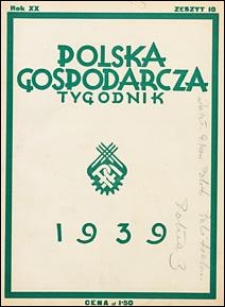 Rok XX ZESZYT 10
POLSKA
GOSPODARCZA
TYGODNIK
1939
CENA zł 1·50